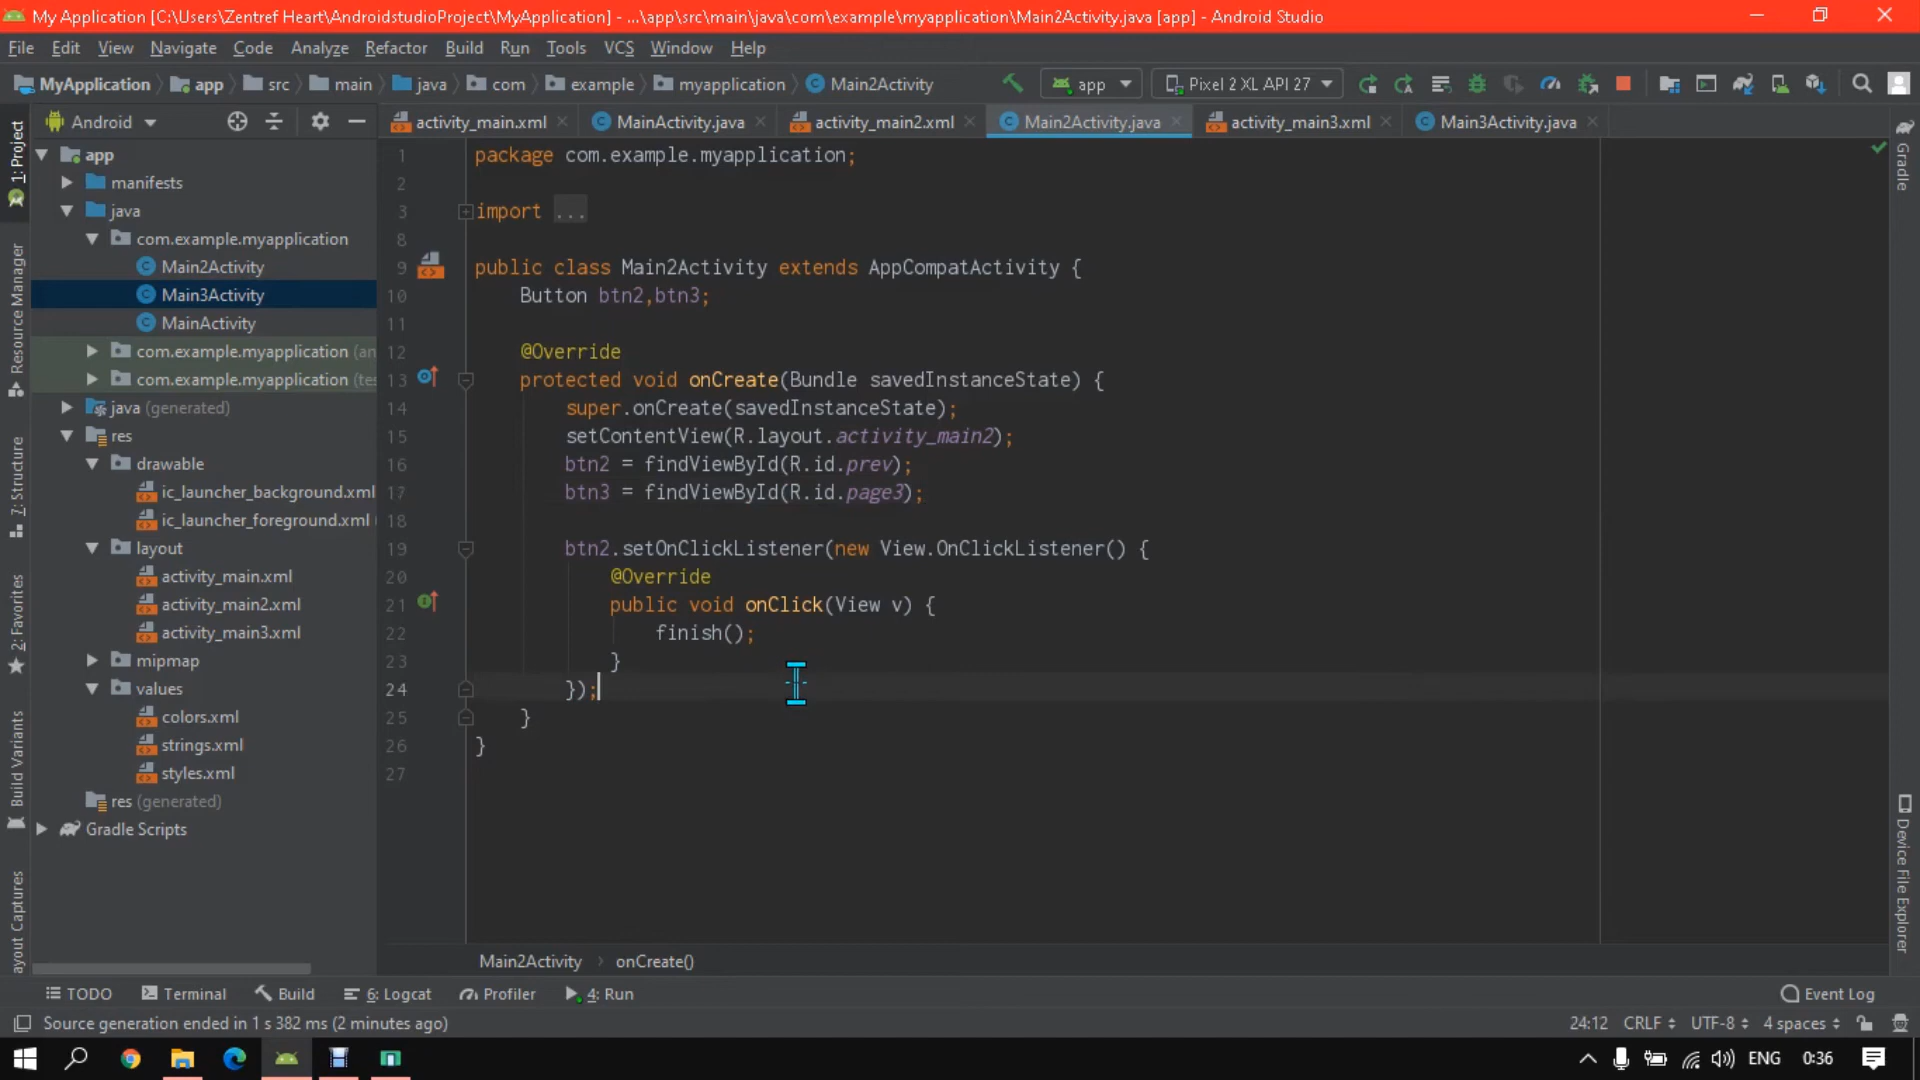 My Application [C:\Users\Zentref Heart\AndroidstudioProject\MyApplication] - ...\app\src\main\java\com\example\myapplication\Main2Activity.java [app] - Android Studio
File Edit View Navigate Code Analyze Refactor Build Run Tools VCS Window Help
MyApplication app src main java com example myapplication Main2Activity app Pixel 2 XL API 27
Android activity_main.xml MainActivity.java activity_main2.xml Main2Activity.java activity_main3.xml Main3Activity.java
1: Project
Resource Manager
7: Structure
2: Favorites
Build Variants
ayout Captures
app
manifests
java
com.example.myapplication
Main2Activity
Main3Activity
MainActivity
com.example.myapplication (an
com.example.myapplication (tes
java (generated)
res
drawable
ic_launcher_background.xml
ic_launcher_foreground.xml (
layout
activity_main.xml
activity_main2.xml
activity_main3.xml
mipmap
values
colors.xml
strings.xml
styles.xml
res (generated)
Gradle Scripts
1 package com.example.myapplication;
2
3 import ...
8
9 public class Main2Activity extends AppCompatActivity {
10 Button btn2,btn3;
11
12 @Override
13 protected void onCreate(Bundle savedInstanceState) {
14 super.onCreate(savedInstanceState);
15 setContentView(R.layout.activity_main2);
16 btn2 = findViewById(R.id.prev);
17 btn3 = findViewById(R.id.page3);
18
19 btn2.setOnClickListener(new View.OnClickListener() {
20 @Override
21 public void onClick(View v) {
22 finish();
23 }
24 });
25 }
26 }
27
Gradle
Device File Explorer
Main2Activity › onCreate()
TODO Terminal Build 6: Logcat Profiler 4: Run Event Log
Source generation ended in 1 s 382 ms (2 minutes ago) 24:12 CRLF UTF-8 4 spaces
ENG 0:36